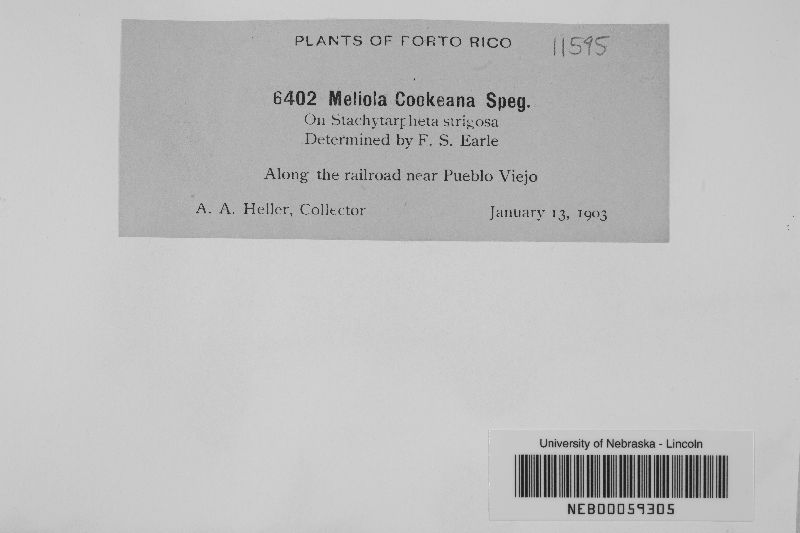 PLANTS OF PORTO RICO 11595
6402 Meliola Cookeana Speg.
On Stachytarpheta strigosa
Determined by F. S. Earle
Along the railroad near Pueblo Viejo
A. A. Heller, Collector January 13, 1903
University of Nebraska - Lincoln
NEB00059305